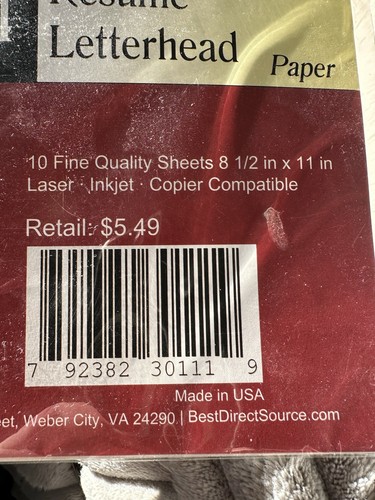 Resume
Letterhead
Paper
10 Fine Quality Sheets 8 1/2 in x 11 in
Laser · Inkjet · Copier Compatible
Retail: $5.49
7 92382 30111 9
Made in USA
Weber City, VA 24290 | BestDirectSource.com